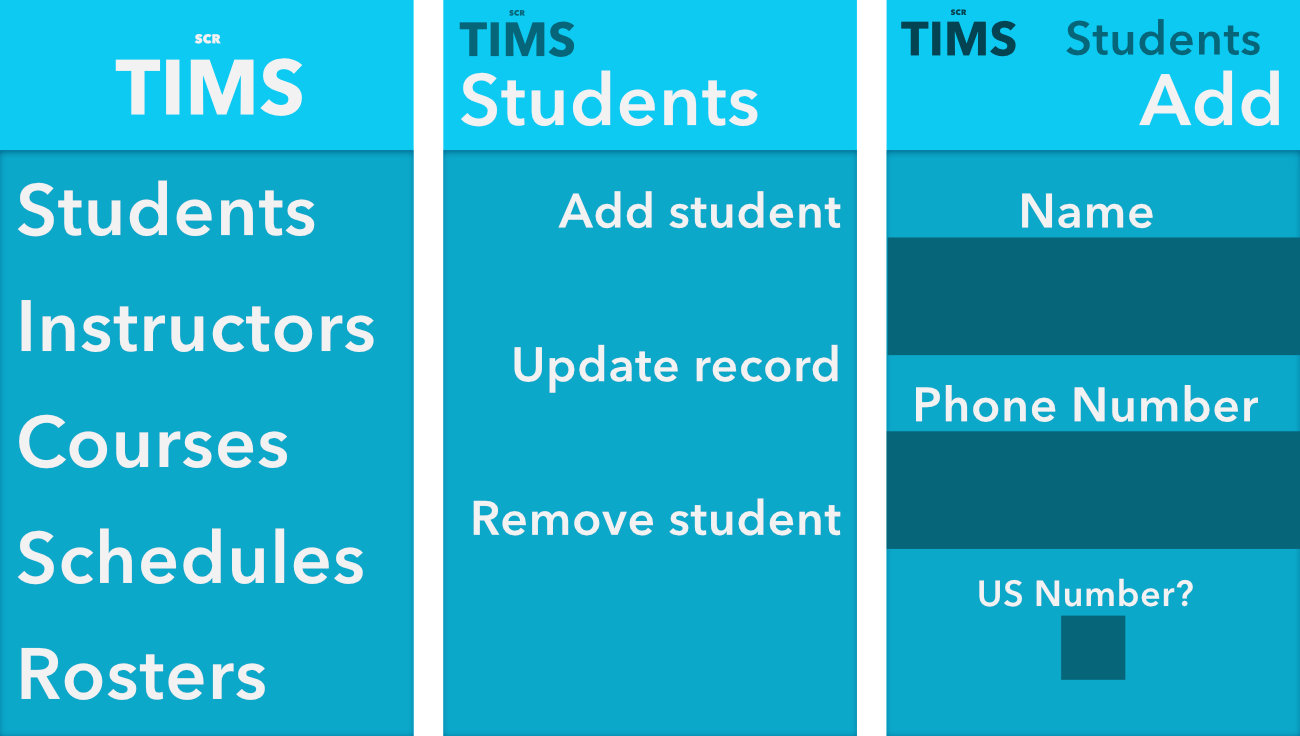 SCR
TIMS
Students
Instructors
Courses
Schedules
Rosters
SCR
TIMS
Students
Add student
Update record
Remove student
SCR
TIMS Students
Add
Name
Phone Number
US Number?